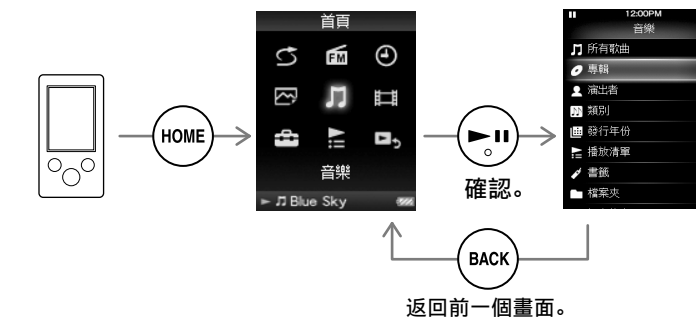 首頁
FM
音樂
► ♫ Blue Sky
HOME
確認。
12:00PM
音樂
所有歌曲
專輯
演出者
類別
發行年份
播放清單
書籤
檔案夾
BACK
返回前一個畫面。